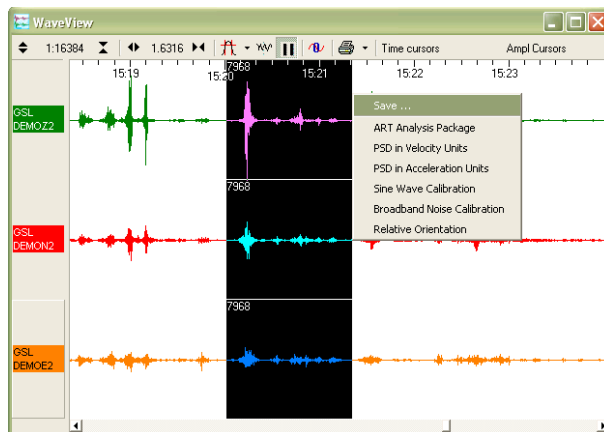 WaveView
1:16384 1.6316 Time cursors Ampl Cursors
15:19 15:20 15:21 15:22 15:23
7968
GSL
DEMOZ2
Save ...
ART Analysis Package
PSD in Velocity Units
PSD in Acceleration Units
Sine Wave Calibration
Broadband Noise Calibration
Relative Orientation
7968
GSL
DEMON2
7968
GSL
DEMOE2